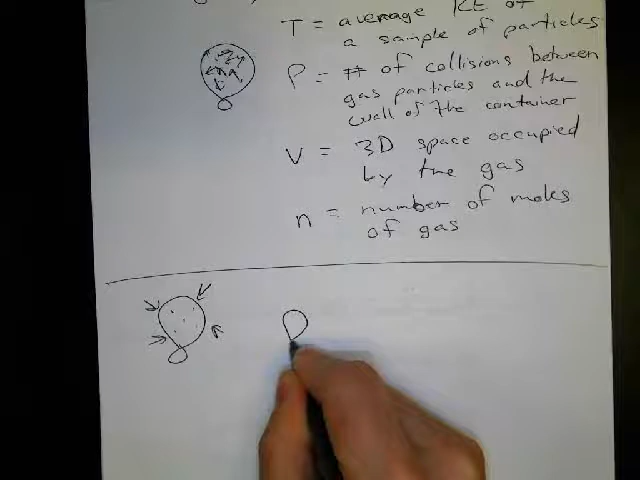 T = average KE of
a sample of particles
P = # of collisions between
gas particles and the
wall of the container
V = 3D space occupied
by the gas
n = number of moles
of gas